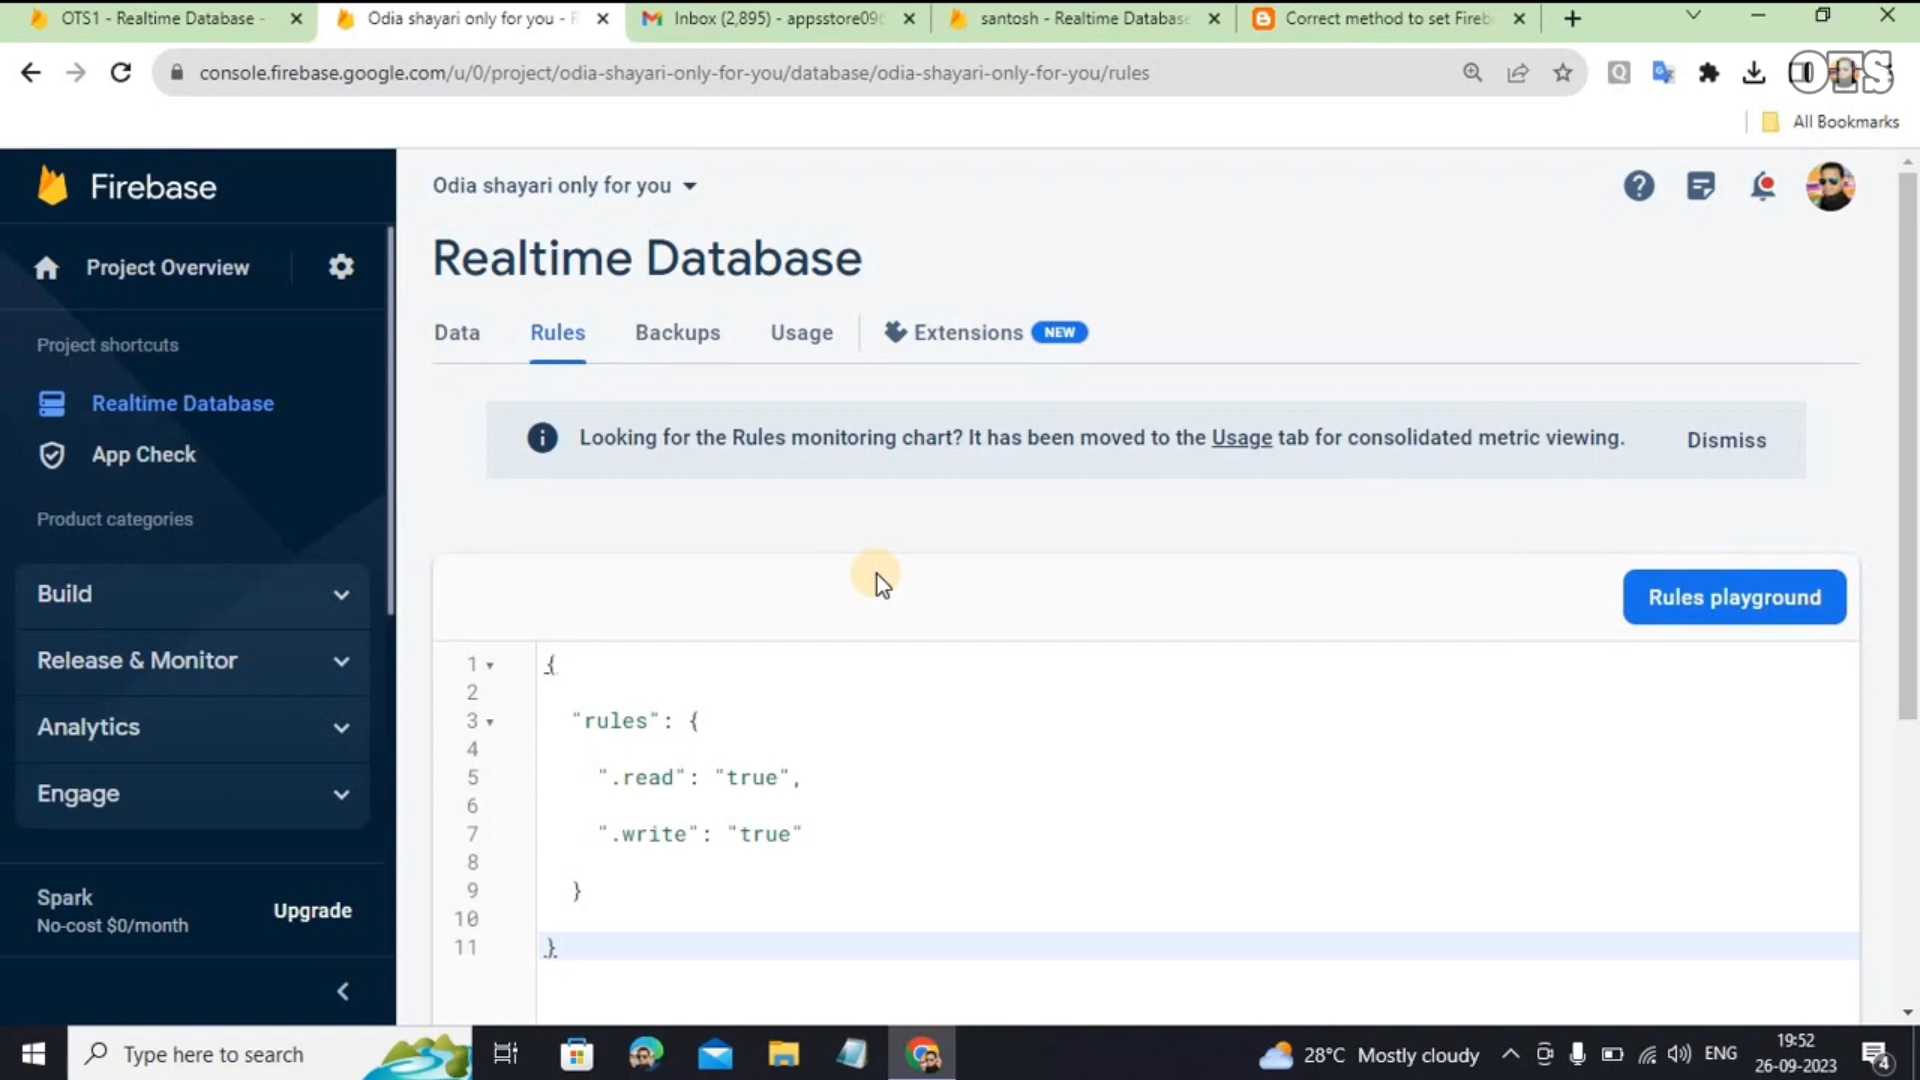 OTS1 - Realtime Database -
Odia shayari only for you - R
Inbox (2,895) - appsstore09
santosh - Realtime Database
Correct method to set Fireb
console.firebase.google.com/u/0/project/odia-shayari-only-for-you/database/odia-shayari-only-for-you/rules
OTS
All Bookmarks
Firebase
Odia shayari only for you
Project Overview
Realtime Database
Project shortcuts
Data
Rules
Backups
Usage
Extensions
NEW
Realtime Database
App Check
Looking for the Rules monitoring chart? It has been moved to the Usage tab for consolidated metric viewing.
Dismiss
Product categories
Build
Release & Monitor
Analytics
Engage
Rules playground
1 {
2
3 "rules": {
4
5 ".read": "true",
6
7 ".write": "true"
8
9 }
10
11 }
Spark
No-cost $0/month
Upgrade
Type here to search
28°C Mostly cloudy
ENG
19:52
26-09-2023
4